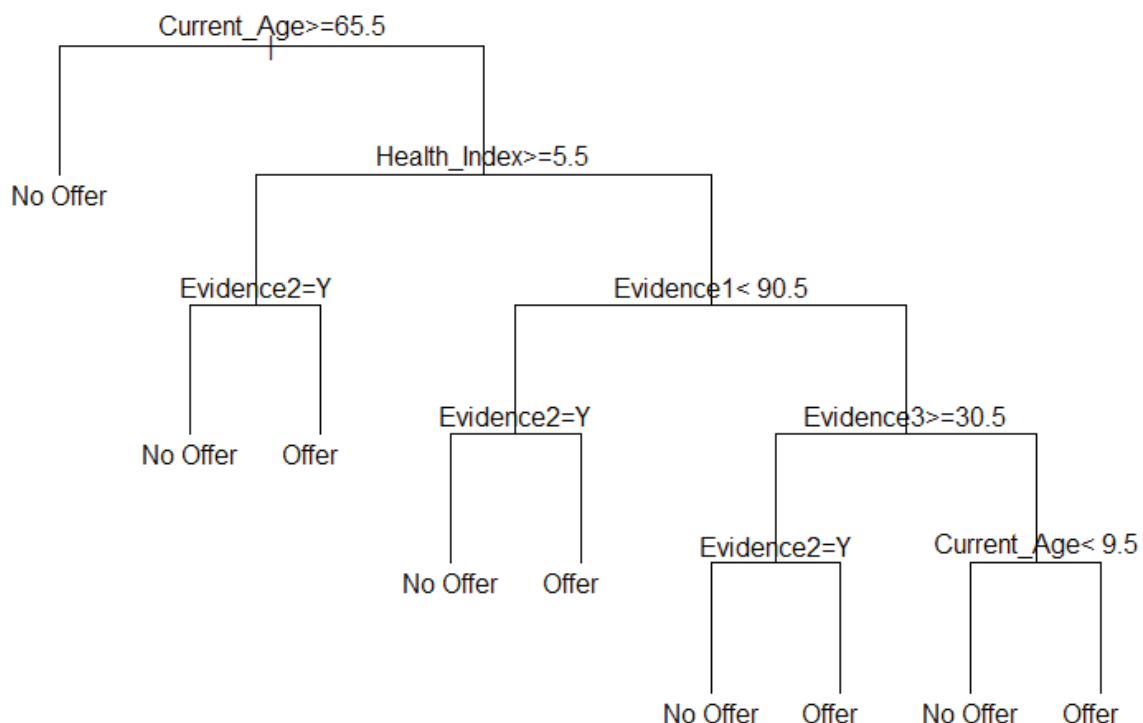 Current_Age>=65.5
Health_Index>=5.5
No Offer
Evidence2=Y
Evidence1< 90.5
Evidence2=Y
Evidence3>=30.5
No Offer
Offer
Evidence2=Y
Current_Age< 9.5
No Offer
Offer
No Offer
Offer
No Offer
Offer